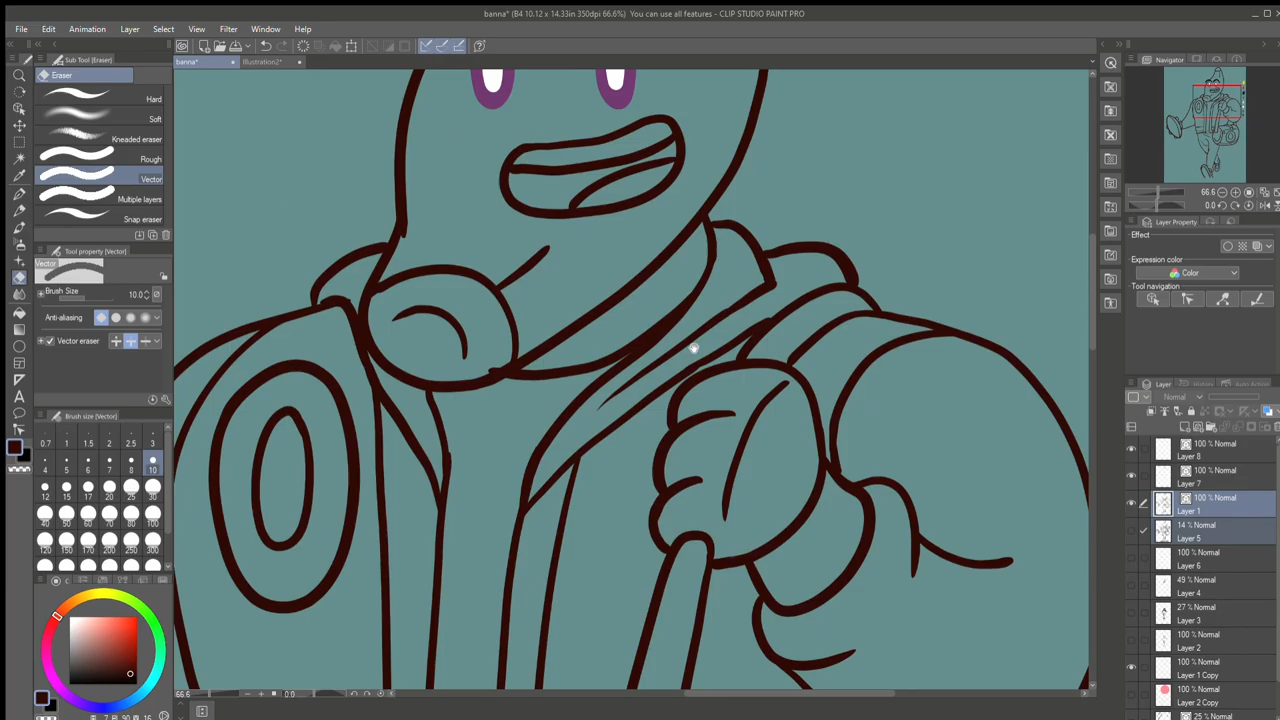 banna* (B4 10.12 x 14.33in 350dpi 66.6%)  You can use all features - CLIP STUDIO PAINT PRO
File Edit Animation Layer Select View Filter Window Help
banna* Illustration2*
Sub Tool [Eraser]
Eraser
Hard
Soft
Kneaded eraser
Rough
Vector
Multiple layers
Snap eraser
Tool property [Vector]
Vector
Brush Size 10.0
Anti-aliasing
Vector eraser
Brush size [Vector]
0.7 1 1.5 2 2.5 3
4 5 6 7 8 10
12 15 17 20 25 30
40 50 60 70 80 100
120 150 170 200 250 300
66.6 0.0
Navigator
66.6
0.0
Layer Property
Effect
Expression color
Color
Tool navigation
Layer History Auto Action
Normal
100 % Normal
Layer 8
100 % Normal
Layer 7
100 % Normal
Layer 1
14 % Normal
Layer 5
100 % Normal
Layer 6
49 % Normal
Layer 4
27 % Normal
Layer 3
100 % Normal
Layer 2
100 % Normal
Layer 1 Copy
100 % Normal
Layer 2 Copy
25 % Normal